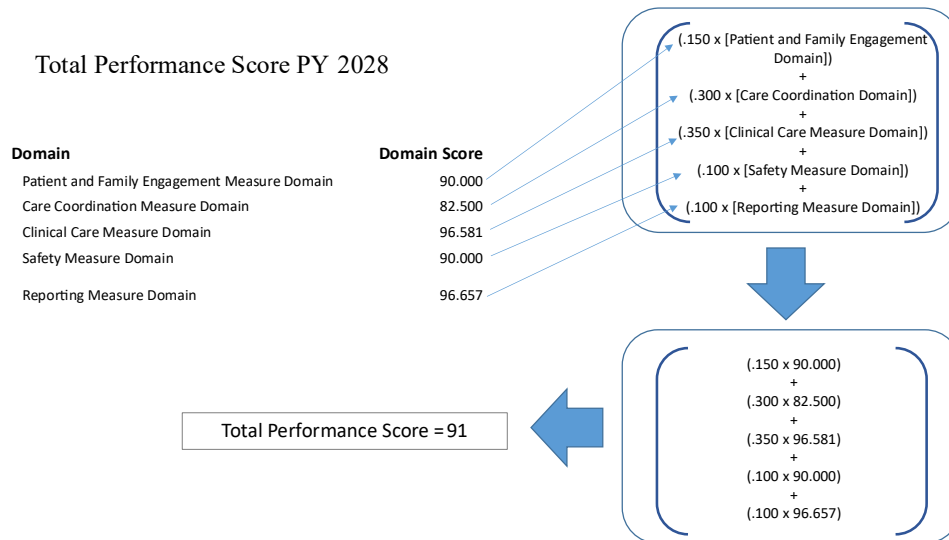 Total Performance Score PY 2028
Domain Domain Score
Patient and Family Engagement Measure Domain 90.000
Care Coordination Measure Domain 82.500
Clinical Care Measure Domain 96.581
Safety Measure Domain 90.000
Reporting Measure Domain 96.657
(.150 x [Patient and Family Engagement
Domain])
+
(.300 x [Care Coordination Domain])
+
(.350 x [Clinical Care Measure Domain])
+
(.100 x [Safety Measure Domain])
+
(.100 x [Reporting Measure Domain])
(.150 x 90.000)
+
(.300 x 82.500)
+
(.350 x 96.581)
+
(.100 x 90.000)
+
(.100 x 96.657)
Total Performance Score = 91